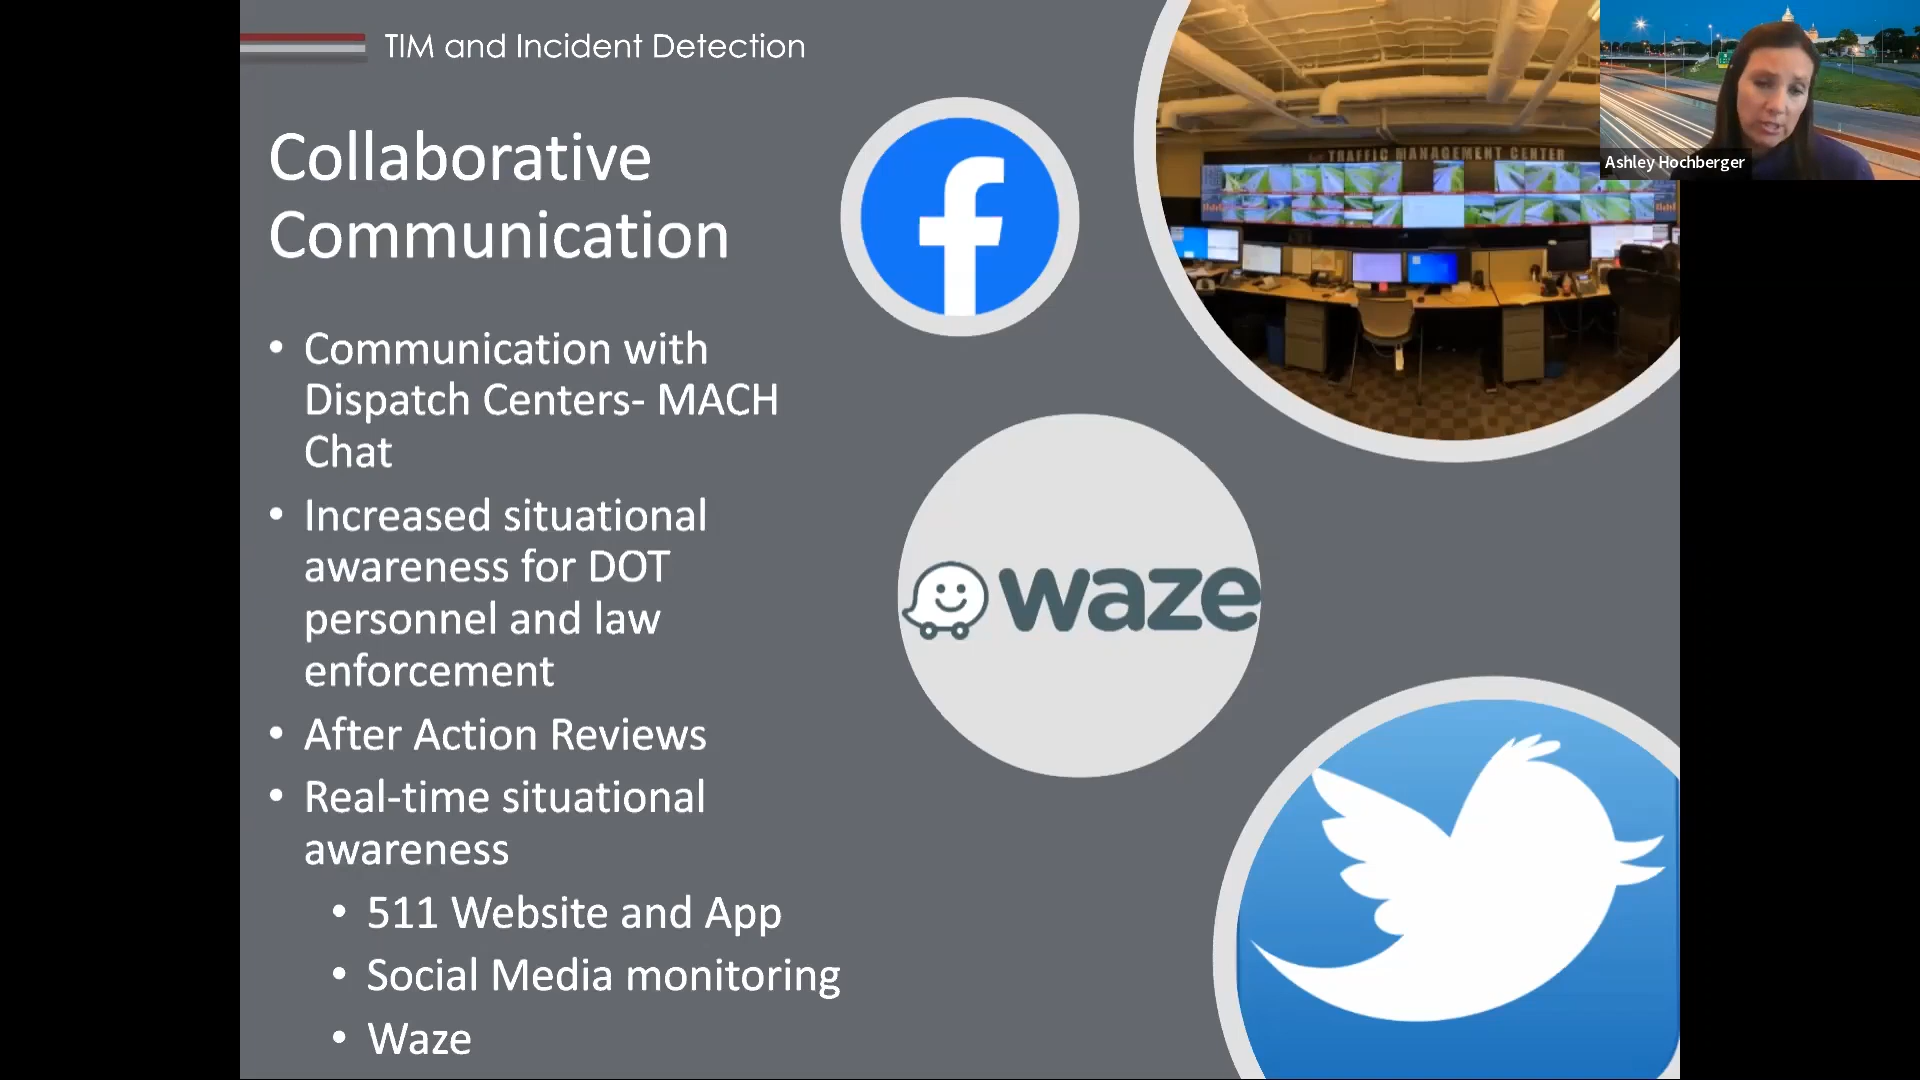 TIM and Incident Detection
Collaborative
Communication
• Communication with
Dispatch Centers- MACH
Chat
• Increased situational
awareness for DOT
personnel and law
enforcement
• After Action Reviews
• Real-time situational
awareness
• 511 Website and App
• Social Media monitoring
• Waze
waze
TRAFFIC MANAGEMENT CENTER
Ashley Hochberger